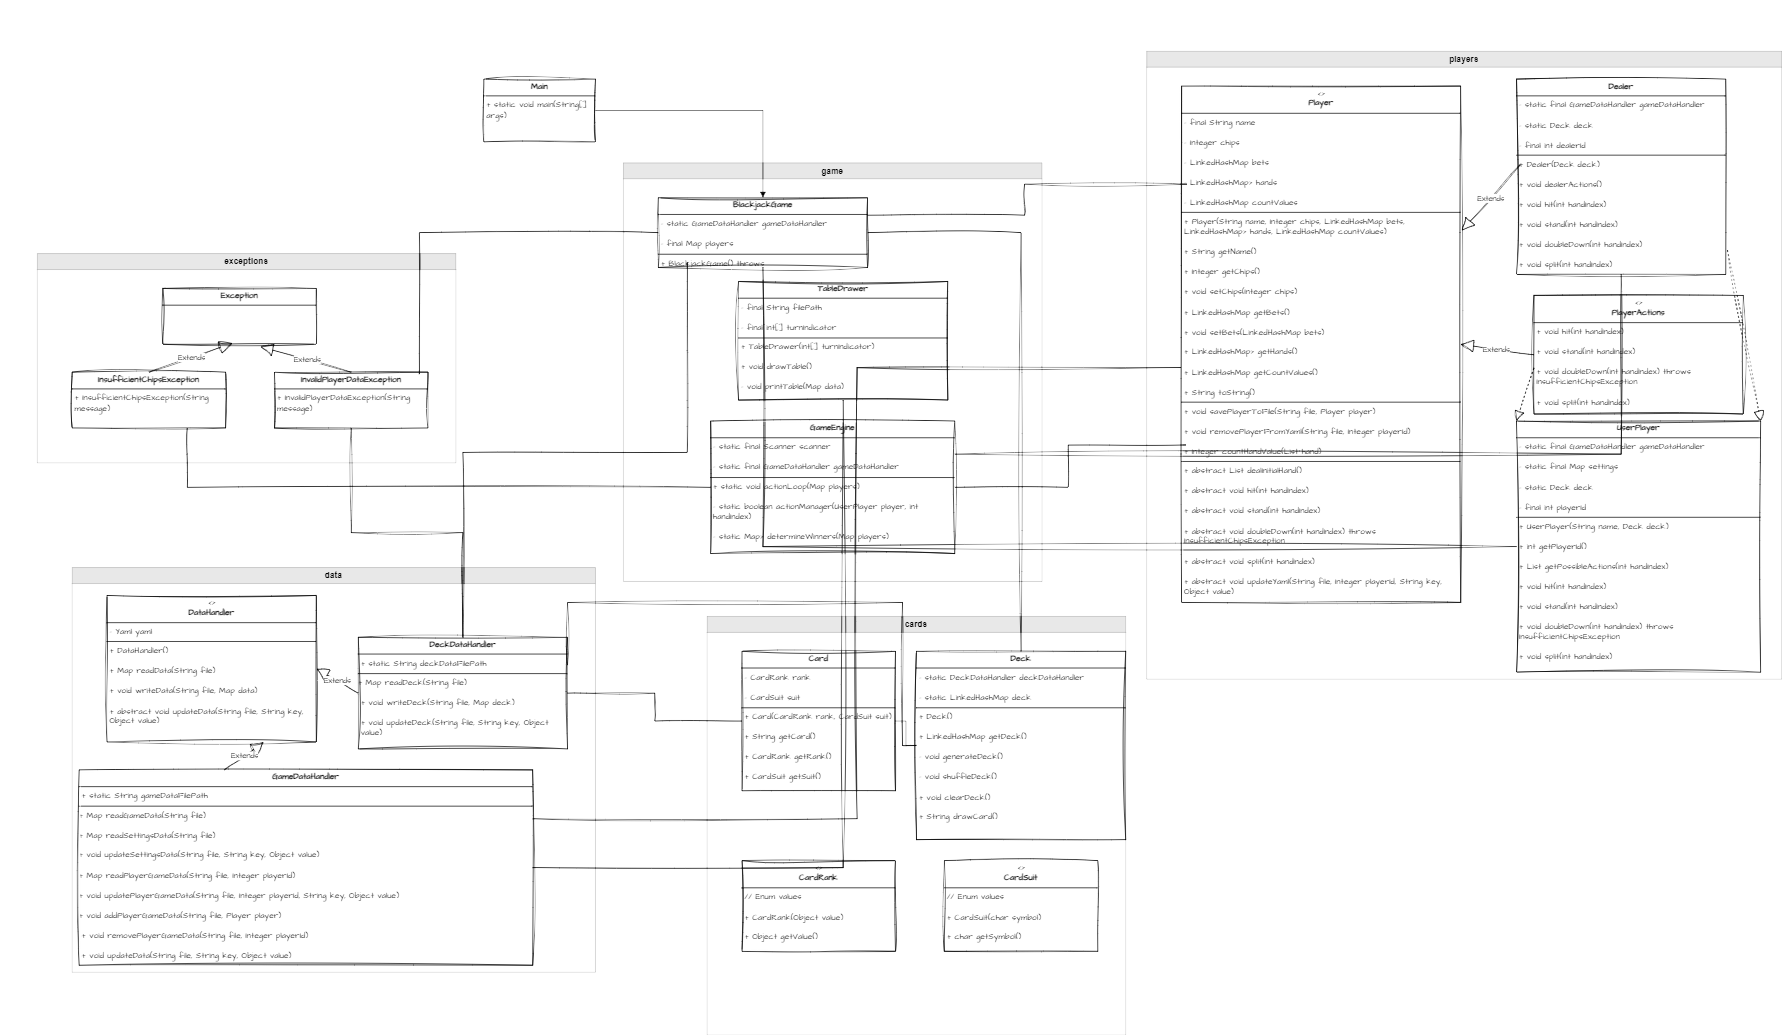 Main
+ static void main(String[]
args)
exceptions
Exception
Extends
Extends
InsufficientChipsException
+ InsufficientChipsException(String
message)
InvalidPlayerDataException
+ InvalidPlayerDataException(String
message)
game
BlackjackGame
- static GameDataHandler gameDataHandler
- final Map players
+ BlackjackGame() throws
TableDrawer
- final String filePath
- final int[] turnIndicator
+ TableDrawer(int[] turnIndicator)
+ void drawTable()
- void printTable(Map data)
GameEngine
- static final Scanner scanner
- static final GameDataHandler gameDataHandler
+ static void actionLoop(Map players)
- static boolean actionManager(UserPlayer player, int
handIndex)
- static Map> determineWinners(Map players)
players
<>
Player
- final String name
- Integer chips
- LinkedHashMap bets
- LinkedHashMap> hands
- LinkedHashMap countValues
+ Player(String name, Integer chips, LinkedHashMap bets,
LinkedHashMap> hands, LinkedHashMap countValues)
+ String getName()
+ Integer getChips()
+ void setChips(Integer chips)
+ LinkedHashMap getBets()
+ void setBets(LinkedHashMap bets)
+ LinkedHashMap> getHands()
+ LinkedHashMap getCountValues()
+ String toString()
+ void savePlayerToFile(String file, Player player)
+ void removePlayerFromYaml(String file, Integer playerId)
+ Integer countHandValue(List hand)
+ abstract List dealInitialHand()
+ abstract void hit(int handIndex)
+ abstract void stand(int handIndex)
+ abstract void doubleDown(int handIndex) throws
InsufficientChipsException
+ abstract void split(int handIndex)
+ abstract void updateYaml(String file, Integer playerId, String key,
Object value)
Dealer
- static final GameDataHandler gameDataHandler
- static Deck deck
- final int dealerId
+ Dealer(Deck deck)
+ void dealerActions()
+ void hit(int handIndex)
+ void stand(int handIndex)
+ void doubleDown(int handIndex)
+ void split(int handIndex)
Extends
<>
PlayerActions
+ void hit(int handIndex)
+ void stand(int handIndex)
+ void doubleDown(int handIndex) throws
InsufficientChipsException
+ void split(int handIndex)
Extends
UserPlayer
- static final GameDataHandler gameDataHandler
- static final Map settings
- static Deck deck
- final int playerId
+ UserPlayer(String name, Deck deck)
+ int getPlayerId()
+ List getPossibleActions(int handIndex)
+ void hit(int handIndex)
+ void stand(int handIndex)
+ void doubleDown(int handIndex) throws
InsufficientChipsException
+ void split(int handIndex)
data
<>
DataHandler
- Yaml yaml
+ DataHandler()
+ Map readData(String file)
+ void writeData(String file, Map data)
+ abstract void updateData(String file, String key,
Object value)
Extends
DeckDataHandler
+ static String deckDataFilePath
+ Map readDeck(String file)
+ void writeDeck(String file, Map deck)
+ void updateDeck(String file, String key, Object
value)
Extends
GameDataHandler
+ static String gameDataFilePath
+ Map readGameData(String file)
+ Map readSettingsData(String file)
+ void updateSettingsData(String file, String key, Object value)
+ Map readPlayerGameData(String file, Integer playerId)
+ void updatePlayerGameData(String file, Integer playerId, String key, Object value)
+ void addPlayerGameData(String file, Player player)
+ void removePlayerGameData(String file, Integer playerId)
+ void updateData(String file, String key, Object value)
cards
Card
- CardRank rank
- CardSuit suit
+ Card(CardRank rank, CardSuit suit)
+ String getCard()
+ CardRank getRank()
+ CardSuit getSuit()
Deck
- static DeckDataHandler deckDataHandler
- static LinkedHashMap deck
+ Deck()
+ LinkedHashMap getDeck()
- void generateDeck()
- void shuffleDeck()
+ void clearDeck()
+ String drawCard()
CardRank
// Enum values
+ CardRank(Object value)
+ Object getValue()
<>
CardSuit
// Enum values
+ CardSuit(char symbol)
+ char getSymbol()